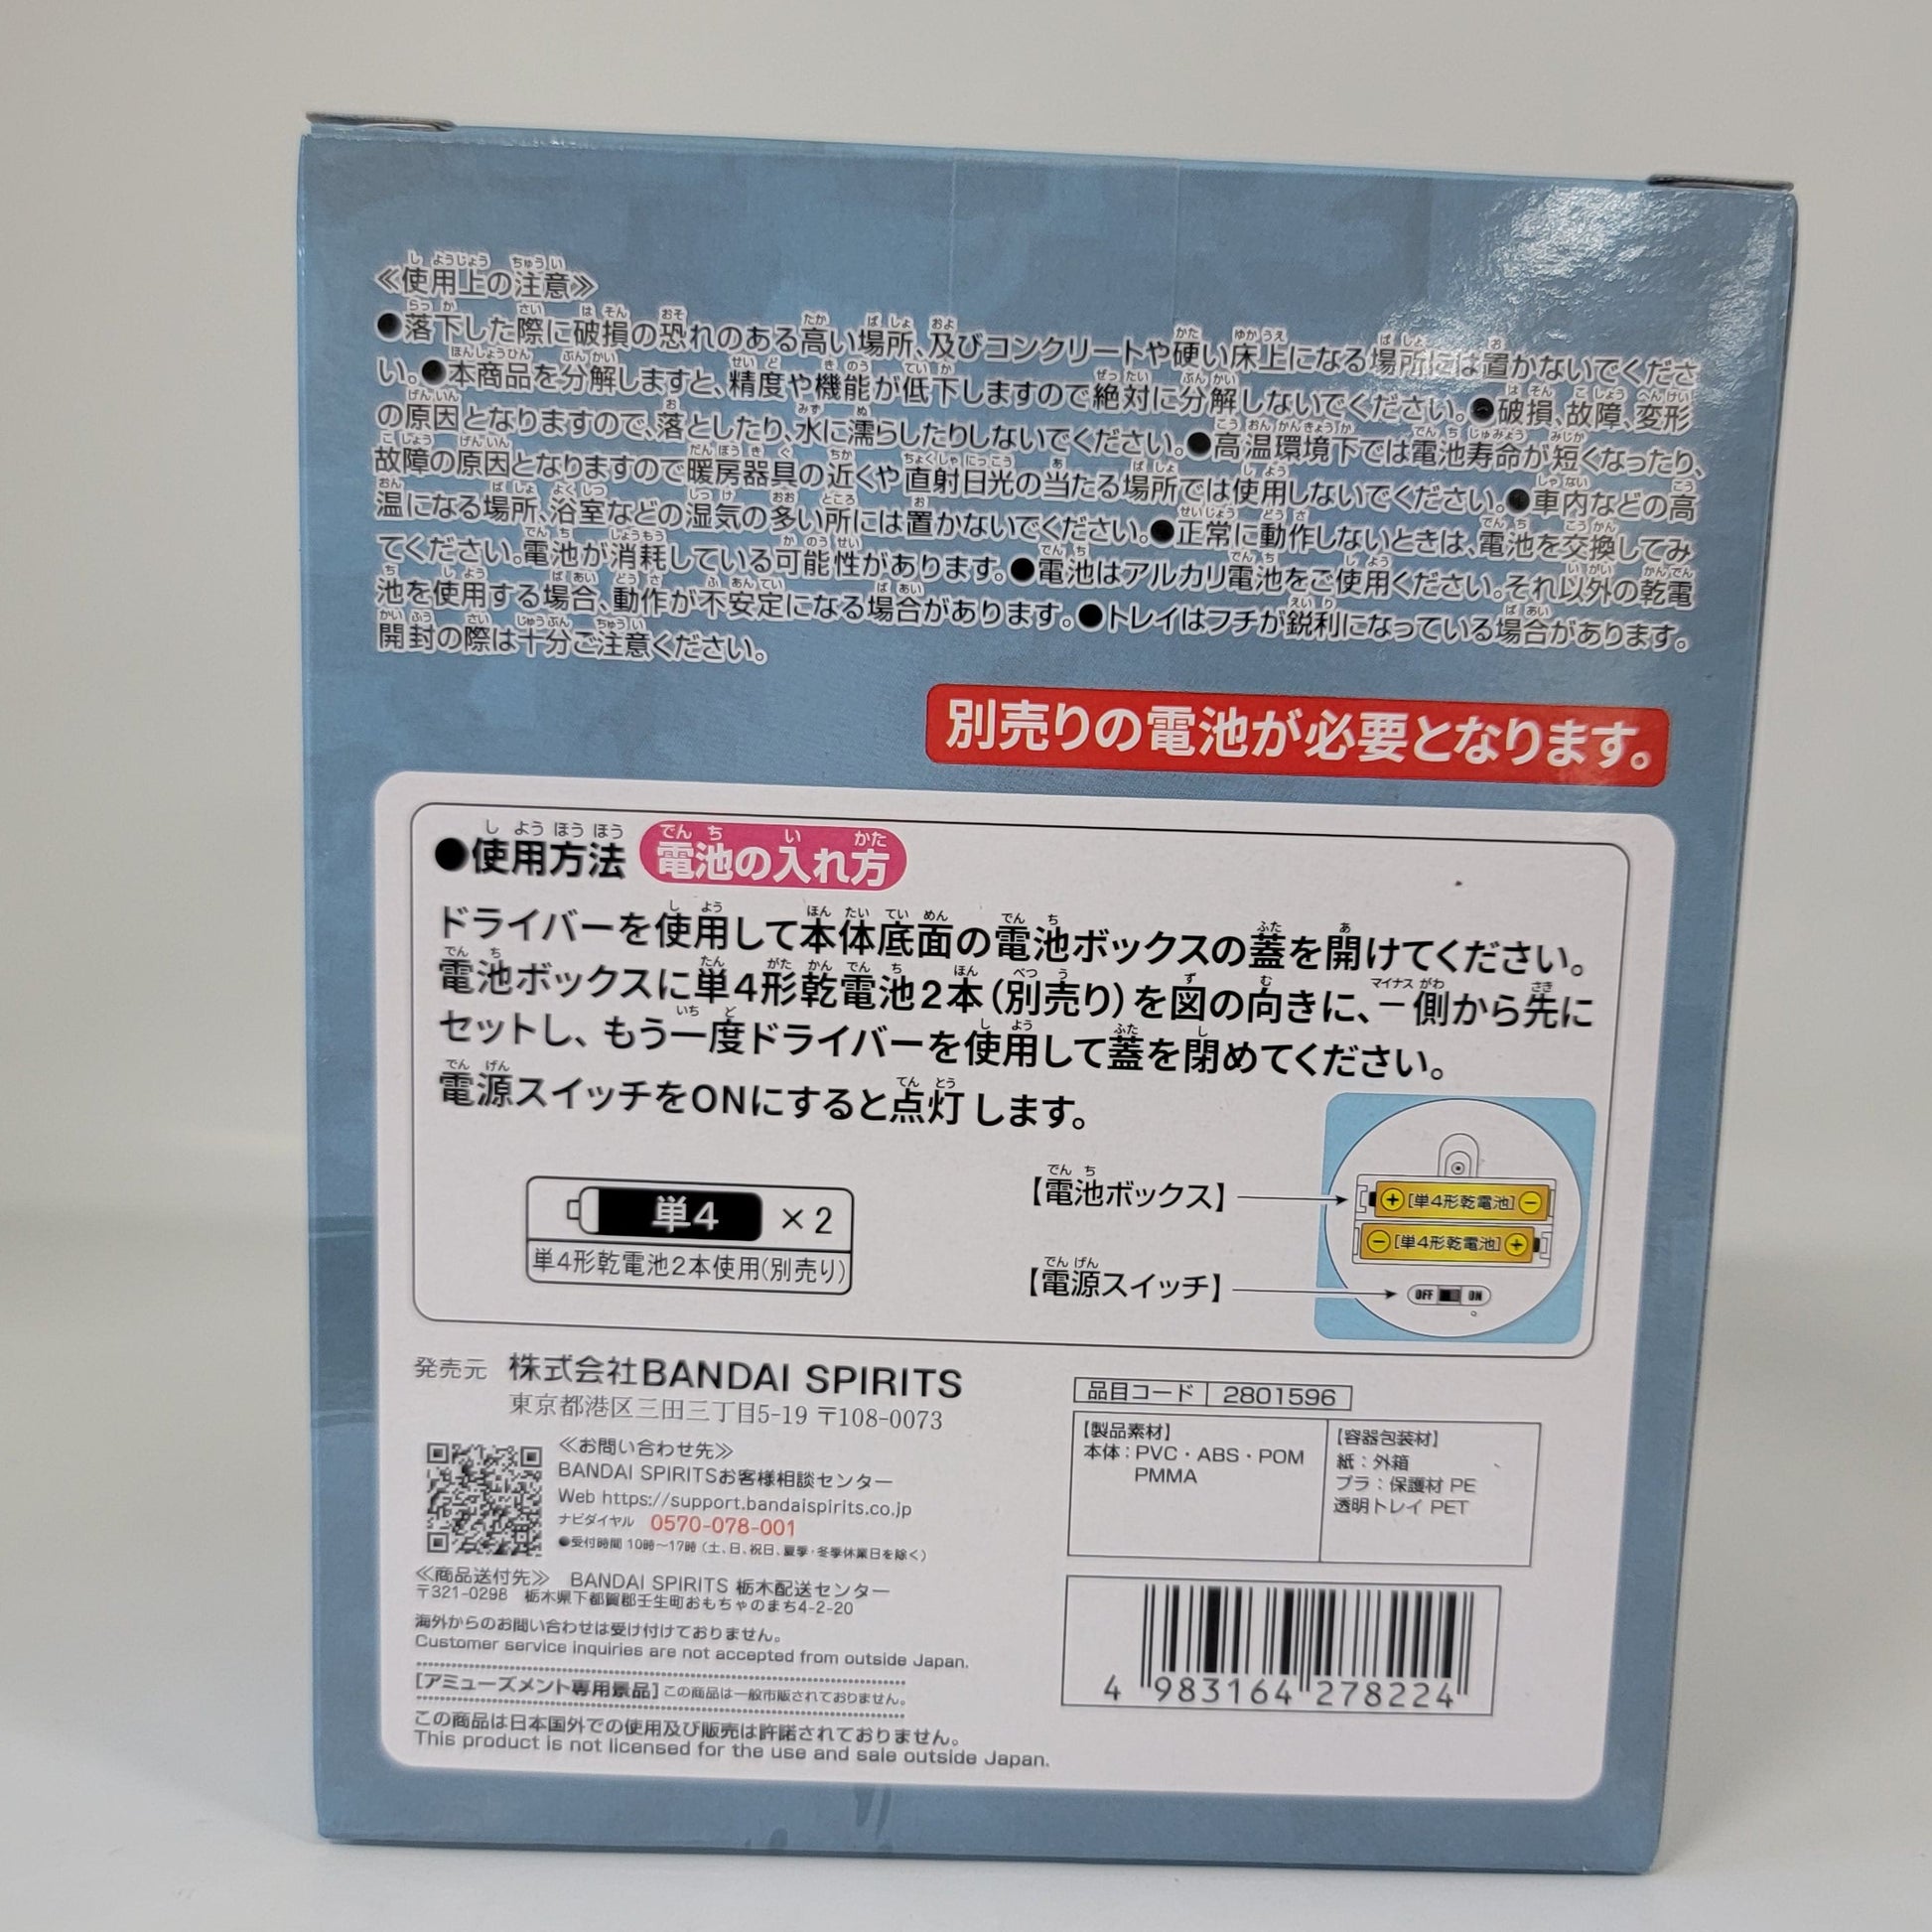 ≪使用上の注意≫
●落下した際に破損の恐れのある高い場所、及びコンクリートや硬い床上になる場所には置かないでくださ
い。●本商品を分解しますと、精度や機能が低下しますので絶対に分解しないでください。●破損、故障、変形
の原因となりますので、落としたり、水に濡らしたりしないでください。●高温環境下では電池寿命が短くなったり、
故障の原因となりますので暖房器具の近くや直射日光の当たる場所では使用しないでください。●車内などの高
温になる場所、浴室などの湿気の多い所には置かないでください。●正常に動作しないときは、電池を交換してみ
てください。電池が消耗している可能性があります。●電池はアルカリ電池をご使用ください。それ以外の乾電
池を使用する場合、動作が不安定になる場合があります。●トレイはフチが鋭利になっている場合があります。
開封の際は十分ご注意ください。
別売りの電池が必要となります。
●使用方法 電池の入れ方
ドライバーを使用して本体底面の電池ボックスの蓋を開けてください。
電池ボックスに単4形乾電池2本(別売り)を図の向きに、－側から先に
セットし、もう一度ドライバーを使用して蓋を閉めてください。
電源スイッチをONにすると点灯します。
単4 ×2
単4形乾電池2本使用(別売り)
【電池ボックス】
+ [単4形乾電池] −
− [単4形乾電池] +
【電源スイッチ】
OFF ON
発売元 株式会社BANDAI SPIRITS
東京都港区三田三丁目5-19 〒108-0073
≪お問い合わせ先≫
BANDAI SPIRITSお客様相談センター
Web https://support.bandaispirits.co.jp
ナビダイヤル 0570-078-001
●受付時間 10時〜17時 (土、日、祝日、夏季・冬季休業日を除く)
≪商品送付先≫ BANDAI SPIRITS 栃木配送センター
〒321-0298 栃木県下都賀郡壬生町おもちゃのまち4-2-20
海外からのお問い合わせは受け付けておりません。
Customer service inquiries are not accepted from outside Japan.
[アミューズメント専用景品] この商品は一般市販されておりません。
この商品は日本国外での使用及び販売は許諾されておりません。
This product is not licensed for the use and sale outside Japan.
品目コード 2801596
【製品素材】
本体：PVC・ABS・POM
PMMA
【容器包装材】
紙：外箱
プラ：保護材 PE
透明トレイ PET
4 983164 278224